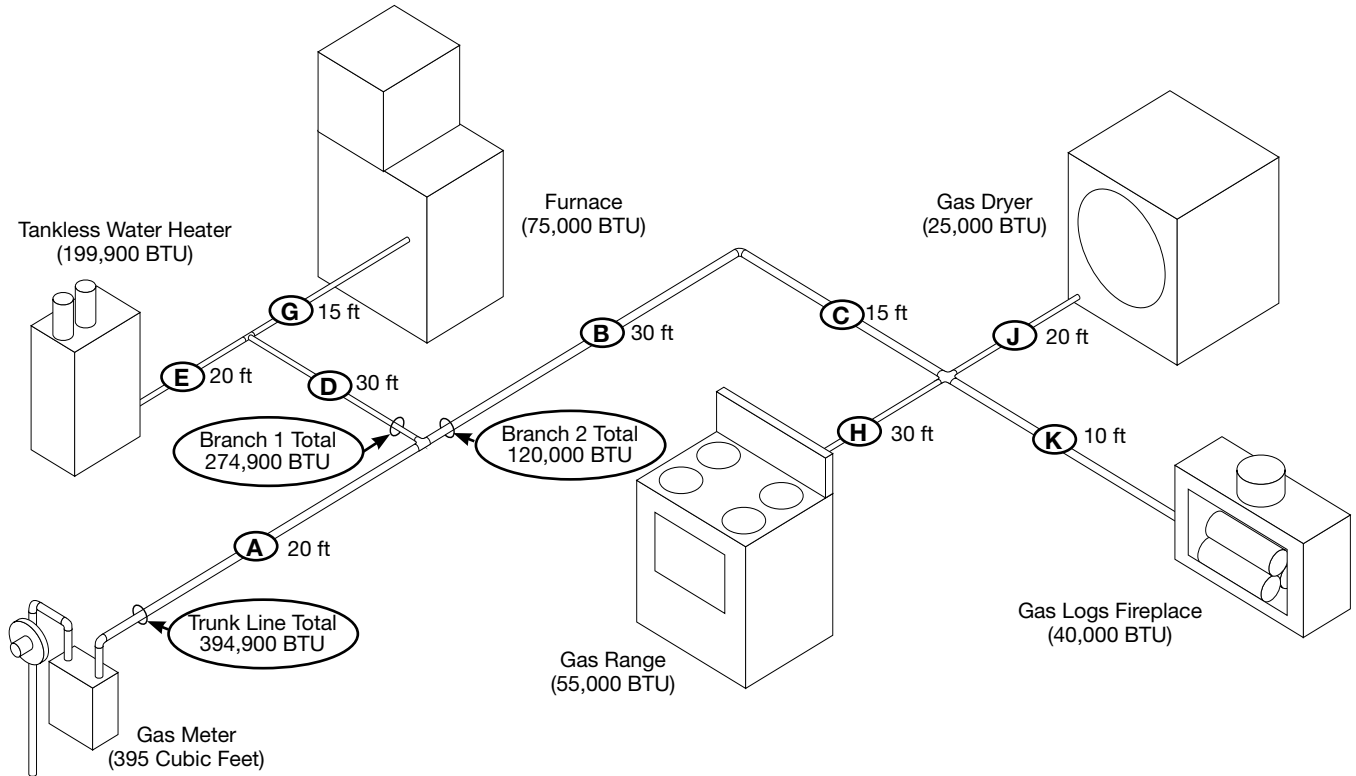 Furnace
(75,000 BTU)
Gas Dryer
(25,000 BTU)
Tankless Water Heater
(199,900 BTU)
G 15 ft
B 30 ft
C 15 ft
J 20 ft
E 20 ft
D 30 ft
Branch 1 Total
274,900 BTU
Branch 2 Total
120,000 BTU
H 30 ft
K 10 ft
A 20 ft
Trunk Line Total
394,900 BTU
Gas Range
(55,000 BTU)
Gas Logs Fireplace
(40,000 BTU)
Gas Meter
(395 Cubic Feet)